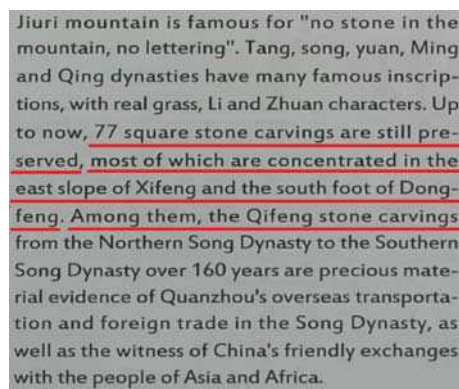 Jiuri mountain is famous for "no stone in the
mountain, no lettering". Tang, song, yuan, Ming
and Qing dynasties have many famous inscrip-
tions, with real grass, Li and Zhuan characters. Up
to now, 77 square stone carvings are still pre-
served, most of which are concentrated in the
east slope of Xifeng and the south foot of Dong-
feng. Among them, the Qifeng stone carvings
from the Northern Song Dynasty to the Southern
Song Dynasty over 160 years are precious mate-
rial evidence of Quanzhou's overseas transporta-
tion and foreign trade in the Song Dynasty, as
well as the witness of China's friendly exchanges
with the people of Asia and Africa.